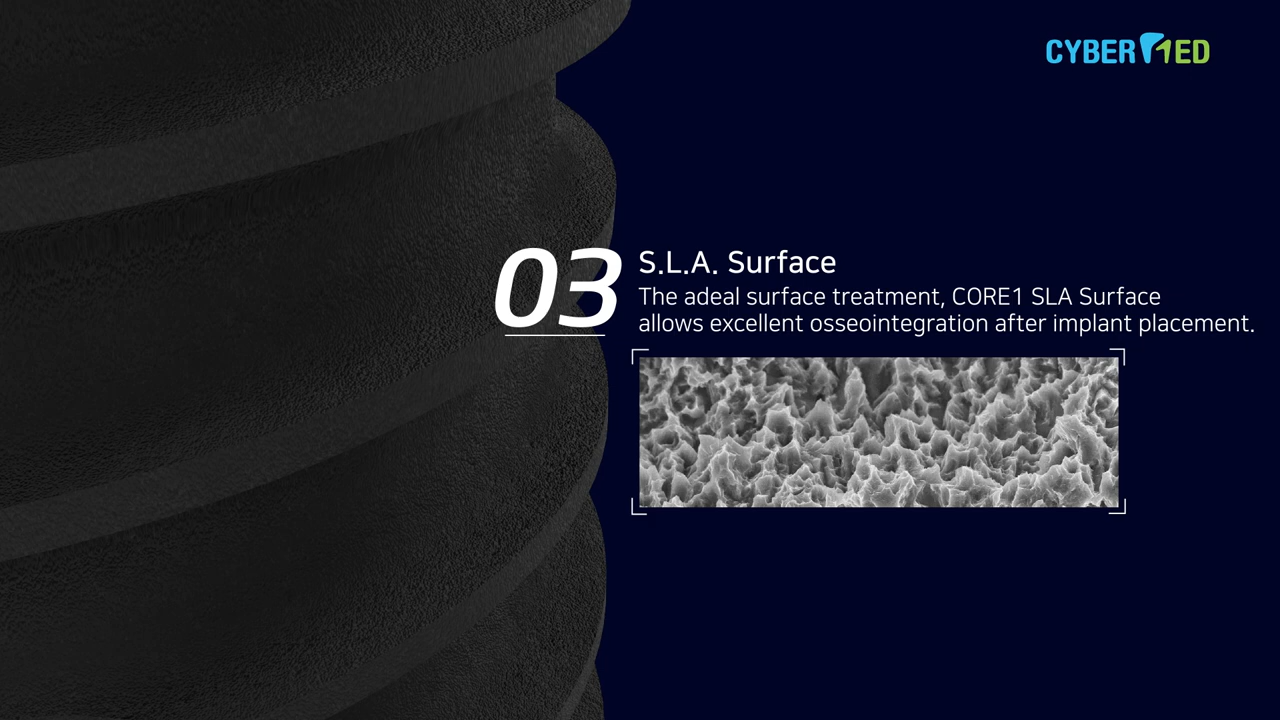 CYBERMED
03
S.L.A. Surface
The adeal surface treatment, CORE1 SLA Surface
allows excellent osseointegration after implant placement.